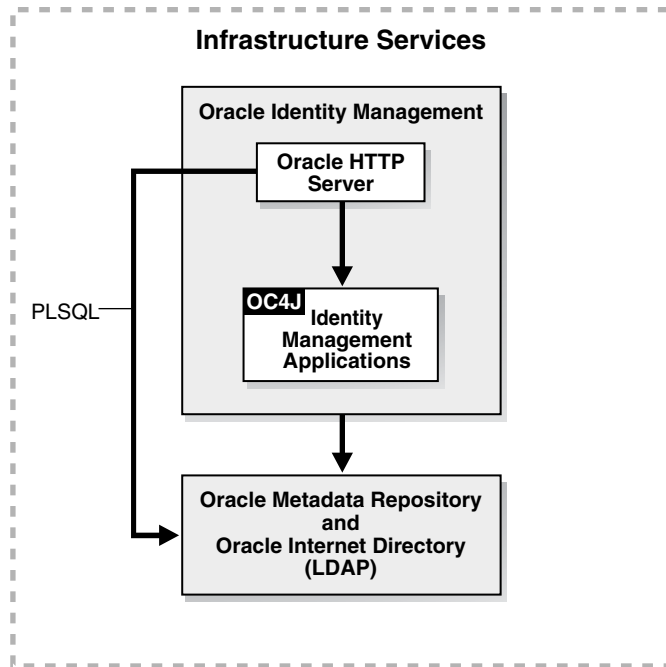 Infrastructure Services
Oracle Identity Management
Oracle HTTP
Server
PLSQL
OC4J
Identity
Management
Applications
Oracle Metadata Repository
and
Oracle Internet Directory
(LDAP)